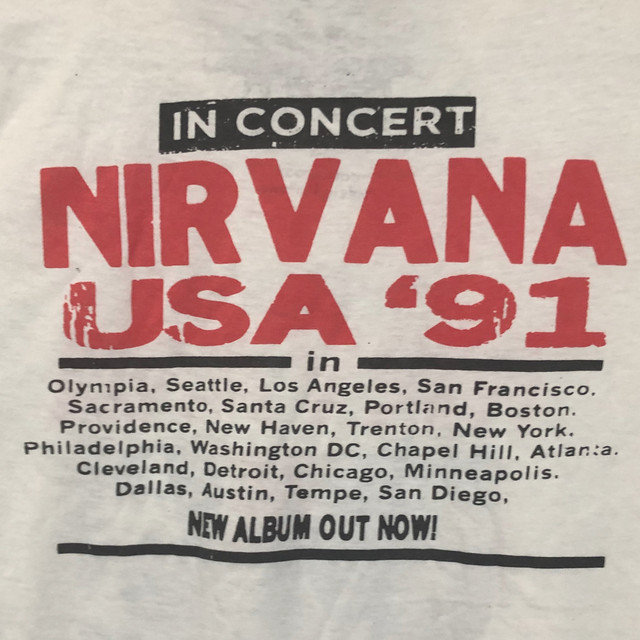 IN CONCERT
NIRVANA
USA '91
in
Olympia, Seattle, Los Angeles, San Francisco.
Sacramento, Santa Cruz, Portland, Boston.
Providence, New Haven, Trenton, New York.
Philadelphia, Washington DC, Chapel Hill, Atlanta.
Cleveland, Detroit, Chicago, Minneapolis.
Dallas, Austin, Tempe, San Diego,
NEW ALBUM OUT NOW!